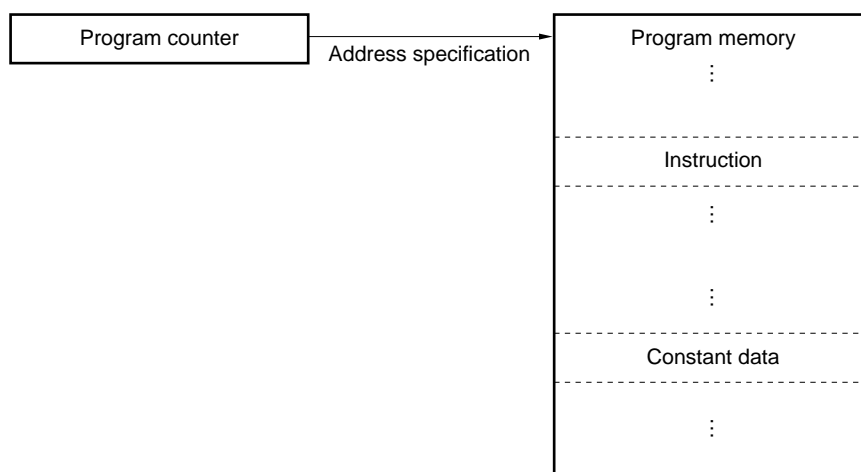 Program counter
Address specification
Program memory
⋮
Instruction
⋮
⋮
Constant data
⋮